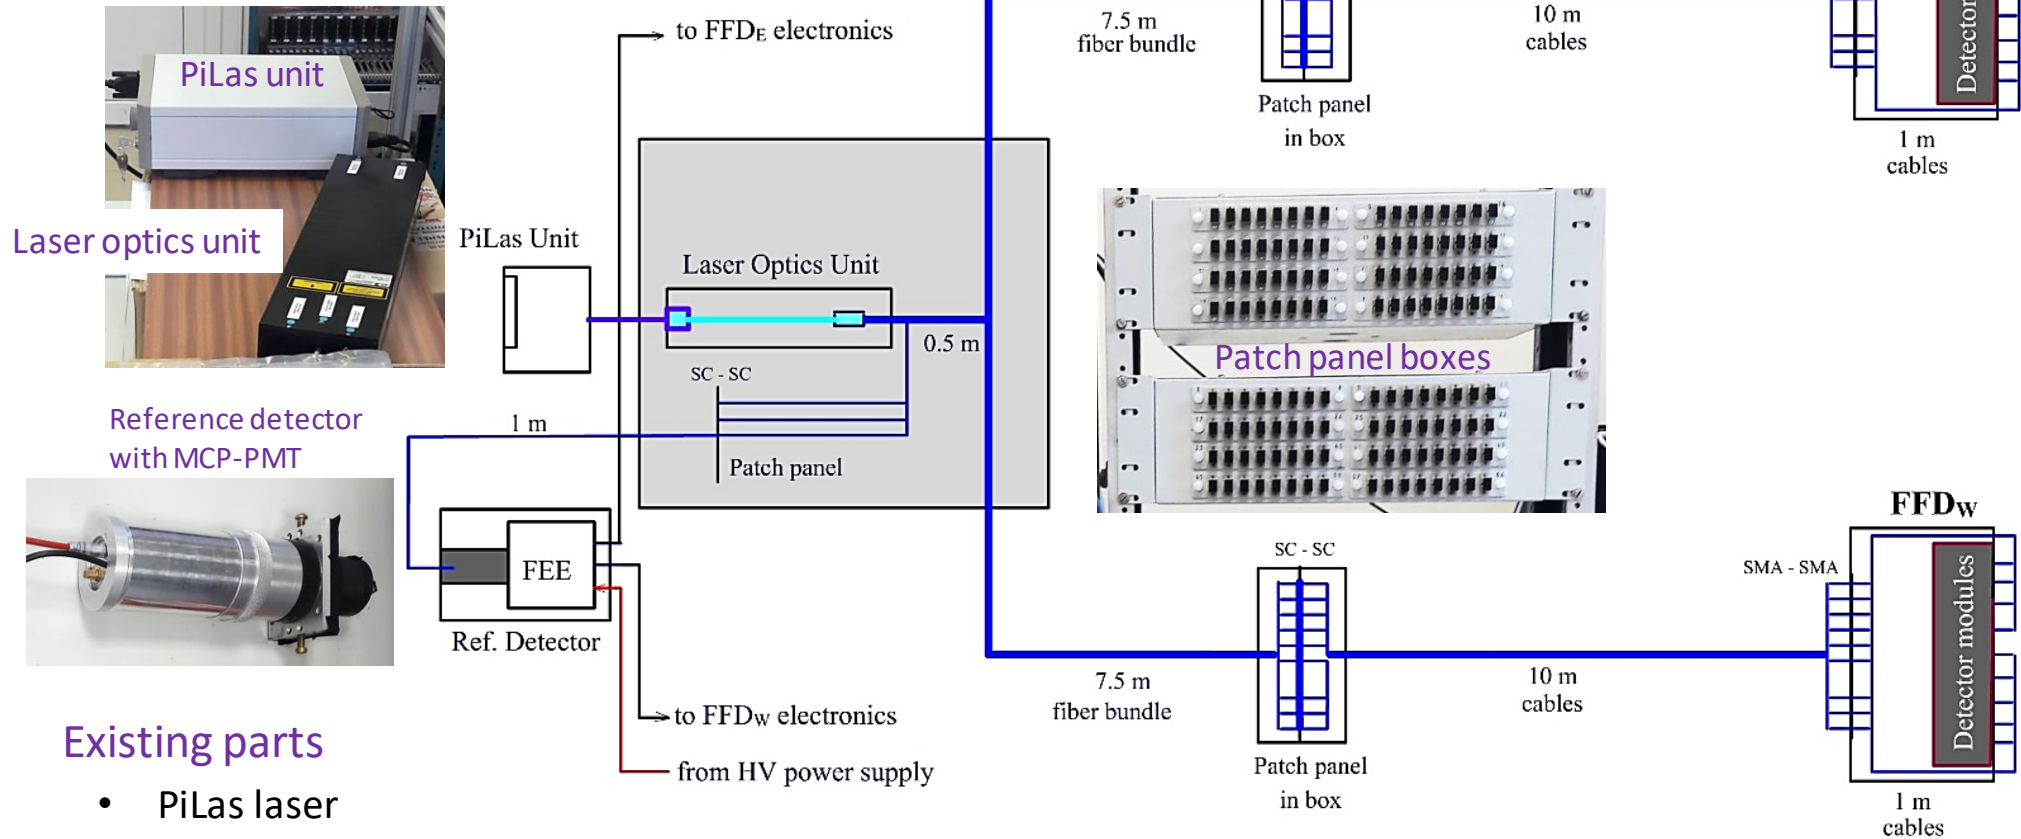 PiLas unit
Laser optics unit
Reference detector
with MCP-PMT
Existing parts
• PiLas laser
to FFDE electronics
PiLas Unit
Laser Optics Unit
0.5 m
SC - SC
Patch panel
1 m
FEE
Ref. Detector
to FFDW electronics
from HV power supply
7.5 m
fiber bundle
Patch panel
in box
10 m
cables
Detector
1 m
cables
Patch panel boxes
SC - SC
7.5 m
fiber bundle
Patch panel
in box
10 m
cables
FFDW
SMA - SMA
Detector modules
1 m
cables